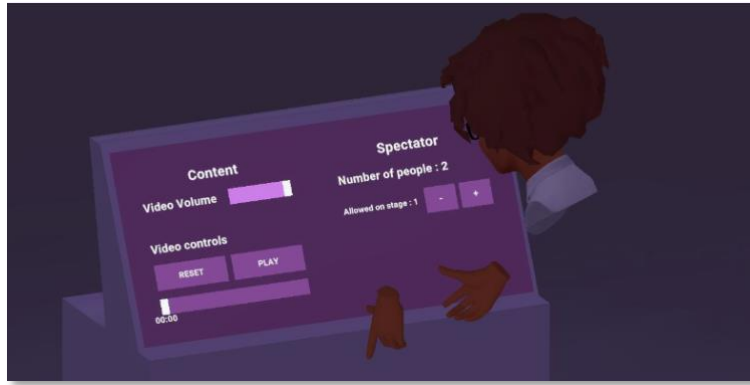 Content
Video Volume
Video controls
RESET
PLAY
00:00
Spectator
Number of people : 2
Allowed on stage : 1
-
+